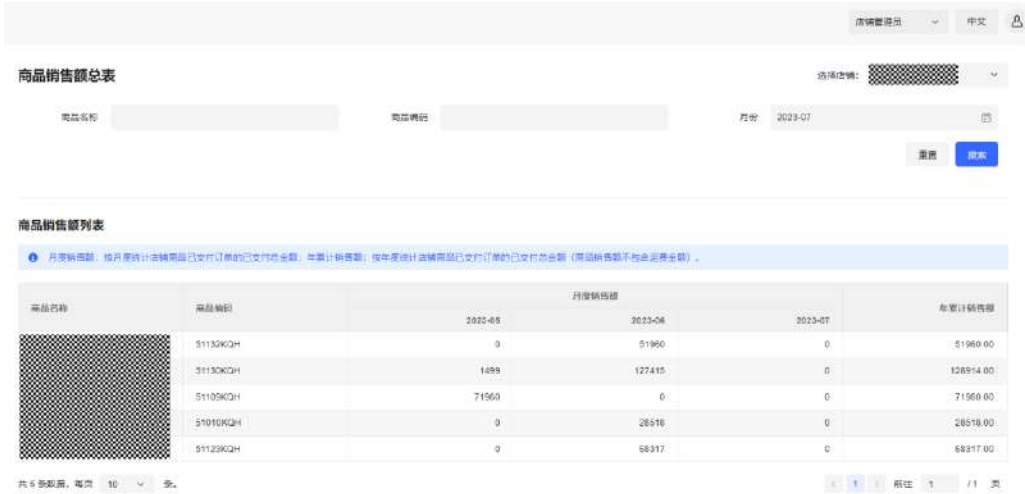 店铺管理员 中文
商品销售额总表 选择店铺:
商品名称 商品编码 月份 2023-07
重置 搜索
商品销售额列表
月度销售额:按月度统计店铺商品已支付订单的已支付总金额;年累计销售额:按年度统计店铺商品已支付订单的已支付总金额(商品销售额不包含运费金额)。
商品名称 商品编码 月度销售额 年累计销售额
2023-05 2023-06 2023-07
51132KQH 0 51960 0 51960.00
51130KQH 1499 127415 0 128914.00
51109KQH 71960 0 0 71960.00
51010KQH 0 28518 0 28518.00
51123KQH 0 68317 0 68317.00
共 5 条数据,每页 10 条。 1 前往 1 / 1 页